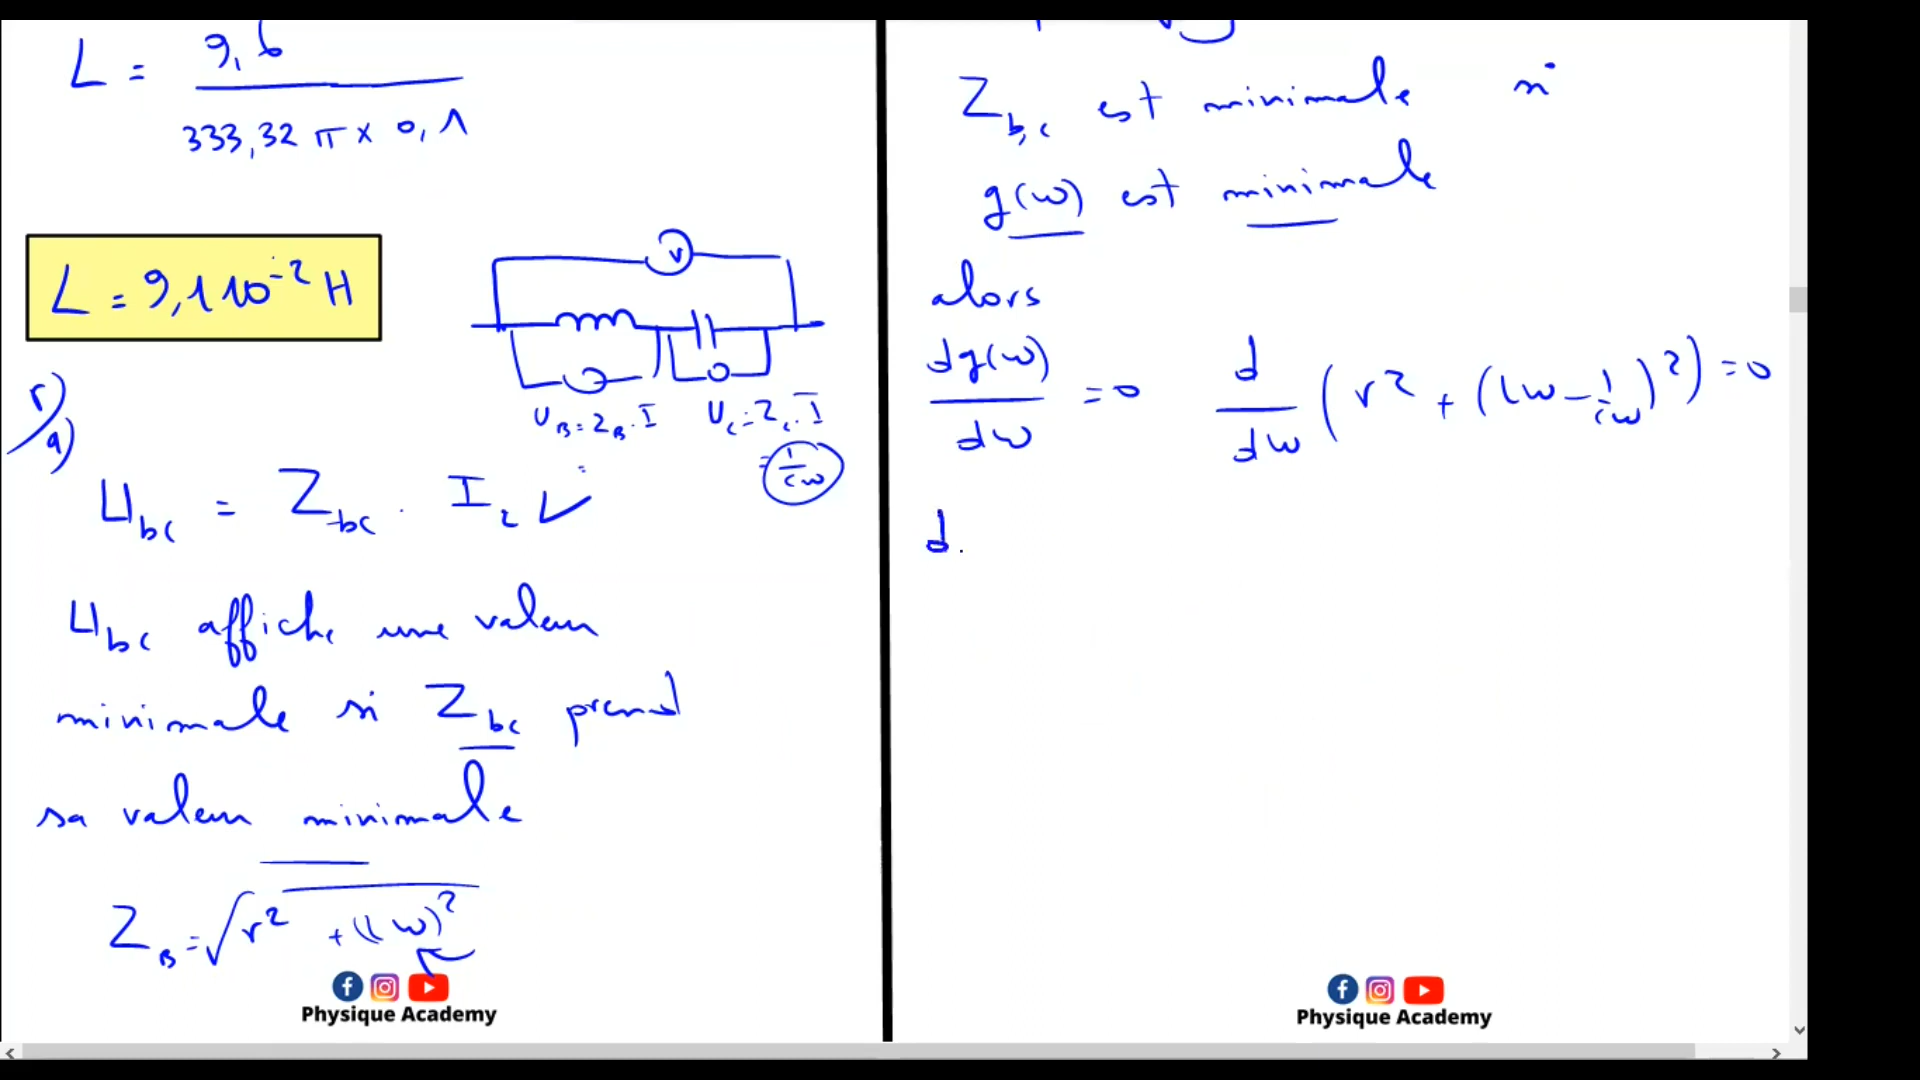 L = 9,6 / 333,32 π x 0,1
L = 9,1 10⁻² H
V
U_B = Z_B . I
U_C = Z_C . I
= 1/cω
a)
U_bc = Z_bc . I_2
U_bc affiche une valeur
minimale si Z_bc prend
sa valeur minimale
Z_B = √r² + (Lω)²
Physique Academy
Z_b,c est minimale si
g(ω) est minimale
alors
dg(ω)/dω = 0 d/dω (r² + (Lω - 1/cω)²) = 0
d.
Physique Academy